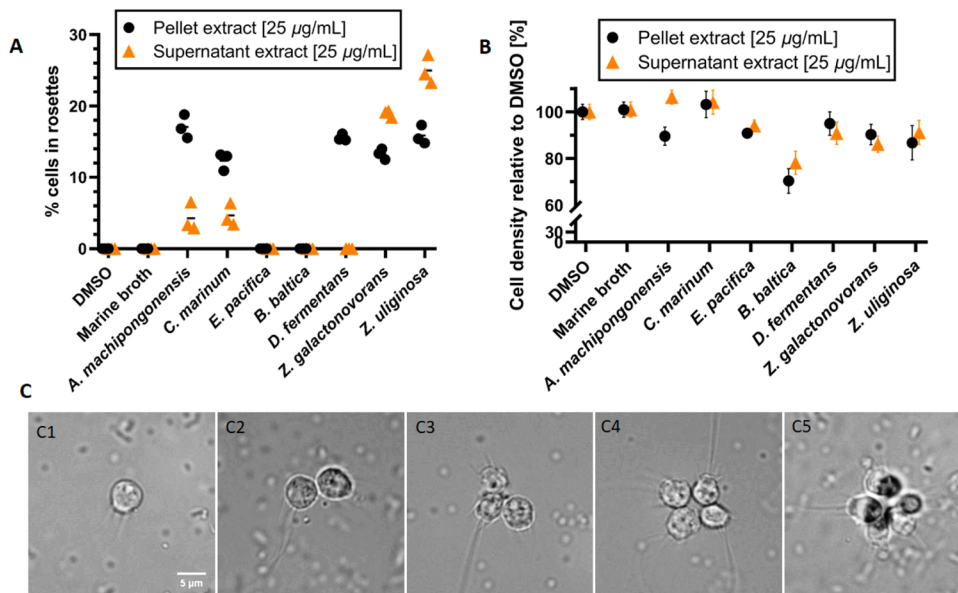 A
Pellet extract [25 µg/mL]
Supernatant extract [25 µg/mL]
% cells in rosettes
30
20
10
0
DMSO
Marine broth
A. machipongonensis
C. marinum
E. pacifica
B. baltica
D. fermentans
Z. galactonovorans
Z. uliginosa
B
Pellet extract [25 µg/mL]
Supernatant extract [25 µg/mL]
Cell density relative to DMSO [%]
100
80
60
30
0
DMSO
Marine broth
A. machipongonensis
C. marinum
E. pacifica
B. baltica
D. fermentans
Z. galactonovorans
Z. uliginosa
C
C1
5 µm
C2
C3
C4
C5